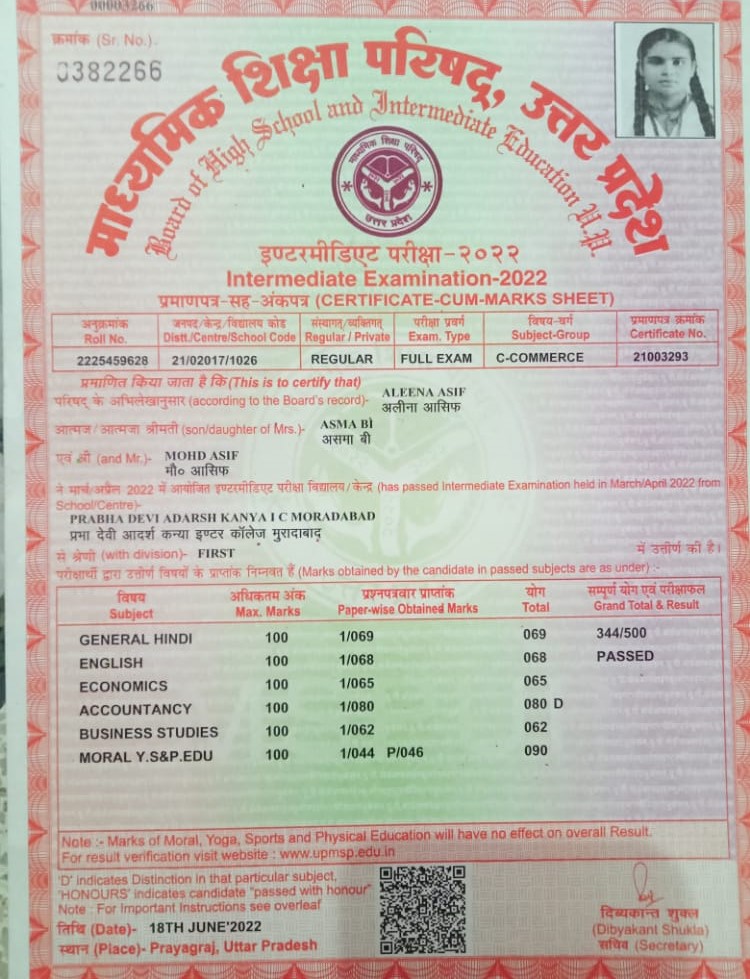 00003266
क्रमांक (Sr. No.).
0382266
माध्यमिक शिक्षा परिषद्, उत्तर प्रदेश
Board of High School and Intermediate Education U.P.
माध्यमिक शिक्षा परिषद्
उत्तर प्रदेश
इण्टरमीडिएट परीक्षा-२०२२
Intermediate Examination-2022
प्रमाणपत्र-सह-अंकपत्र (CERTIFICATE-CUM-MARKS SHEET)
अनुक्रमांक जनपद/केन्द्र/विद्यालय कोड संस्थागत/व्यक्तिगत परीक्षा प्रवर्ग विषय-वर्ग प्रमाणपत्र क्रमांक
Roll No. Distt./Centre/School Code Regular / Private Exam. Type Subject-Group Certificate No.
2225459628 21/02017/1026 REGULAR FULL EXAM C-COMMERCE 21003293
प्रमाणित किया जाता है कि (This is to certify that)
परिषद् के अभिलेखानुसार (according to the Board's record)- ALEENA ASIF
अलीना आसिफ
आत्मज/आत्मजा श्रीमती (son/daughter of Mrs.)- ASMA BI
असमा बी
एवं श्री (and Mr.)- MOHD ASIF
मौ० आसिफ
ने मार्च/अप्रैल 2022 में आयोजित इण्टरमीडिएट परीक्षा विद्यालय/केन्द्र (has passed Intermediate Examination held in March/April 2022 from
School/Centre)-
PRABHA DEVI ADARSH KANYA I C MORADABAD
प्रभा देवी आदर्श कन्या इण्टर कॉलेज मुरादाबाद
से श्रेणी (with division)- FIRST में उत्तीर्ण की है।
परीक्षार्थी द्वारा उत्तीर्ण विषयों के प्राप्तांक निम्नवत हैं (Marks obtained by the candidate in passed subjects are as under) :-
विषय अधिकतम अंक प्रश्नपत्रवार प्राप्तांक योग सम्पूर्ण योग एवं परीक्षाफल
Subject Max. Marks Paper-wise Obtained Marks Total Grand Total & Result
GENERAL HINDI 100 1/069 069 344/500
ENGLISH 100 1/068 068 PASSED
ECONOMICS 100 1/065 065
ACCOUNTANCY 100 1/080 080 D
BUSINESS STUDIES 100 1/062 062
MORAL Y.S&P.EDU 100 1/044 P/046 090
Note :- Marks of Moral, Yoga, Sports and Physical Education will have no effect on overall Result.
For result verification visit website : www.upmsp.edu.in
'D' indicates Distinction in that particular subject,
'HONOURS' indicates candidate "passed with honour"
Note : For Important Instructions see overleaf
तिथि (Date)- 18TH JUNE'2022
स्थान (Place)- Prayagraj, Uttar Pradesh
दिब्यकान्त शुक्ल
(Dibyakant Shukla)
सचिव (Secretary)